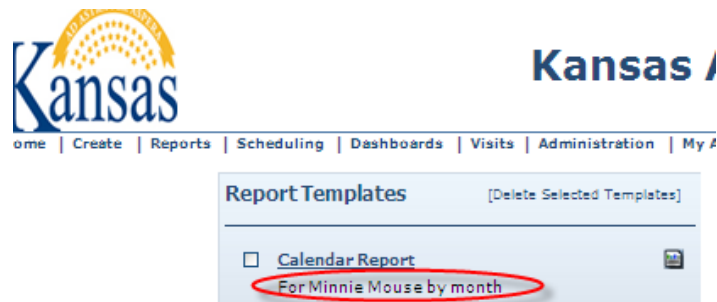 AD ASTRA PER ASPERA
Kansas
Kansas A
ome | Create | Reports | Scheduling | Dashboards | Visits | Administration | My A
Report Templates [Delete Selected Templates]
Calendar Report
For Minnie Mouse by month